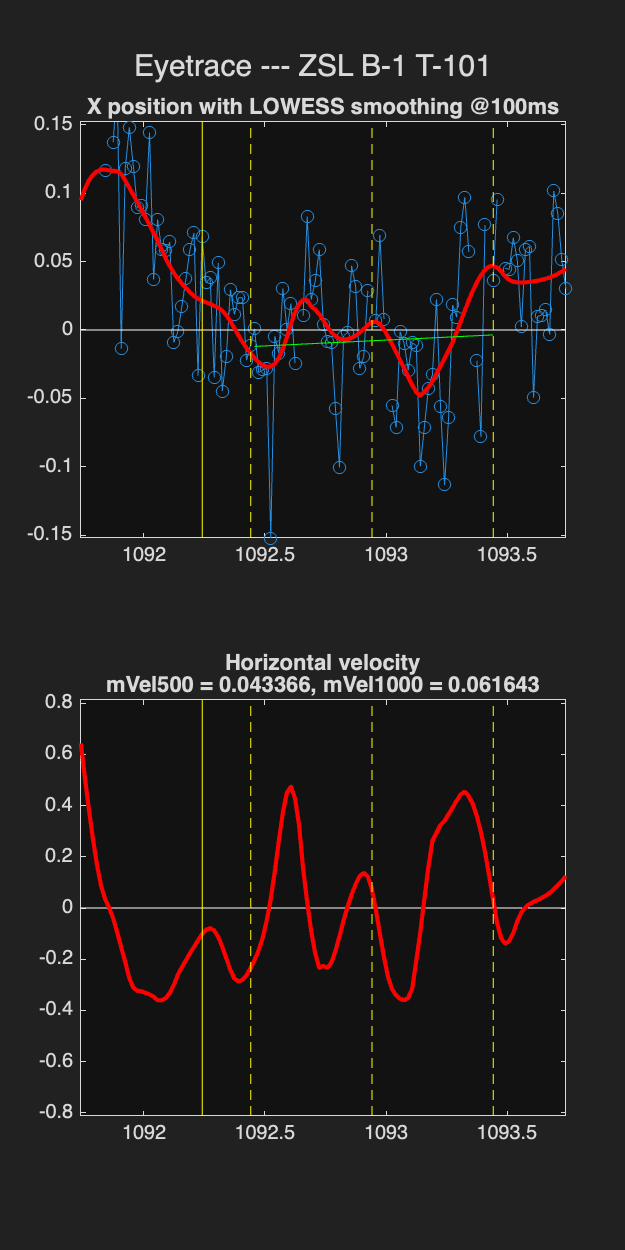 Eyetrace --- ZSL B-1 T-101
X position with LOWESS smoothing @100ms
0.15
0.1
0.05
0
-0.05
-0.1
-0.15
1092 1092.5 1093 1093.5
Horizontal velocity
mVel500 = 0.043366, mVel1000 = 0.061643
0.8
0.6
0.4
0.2
0
-0.2
-0.4
-0.6
-0.8
1092 1092.5 1093 1093.5